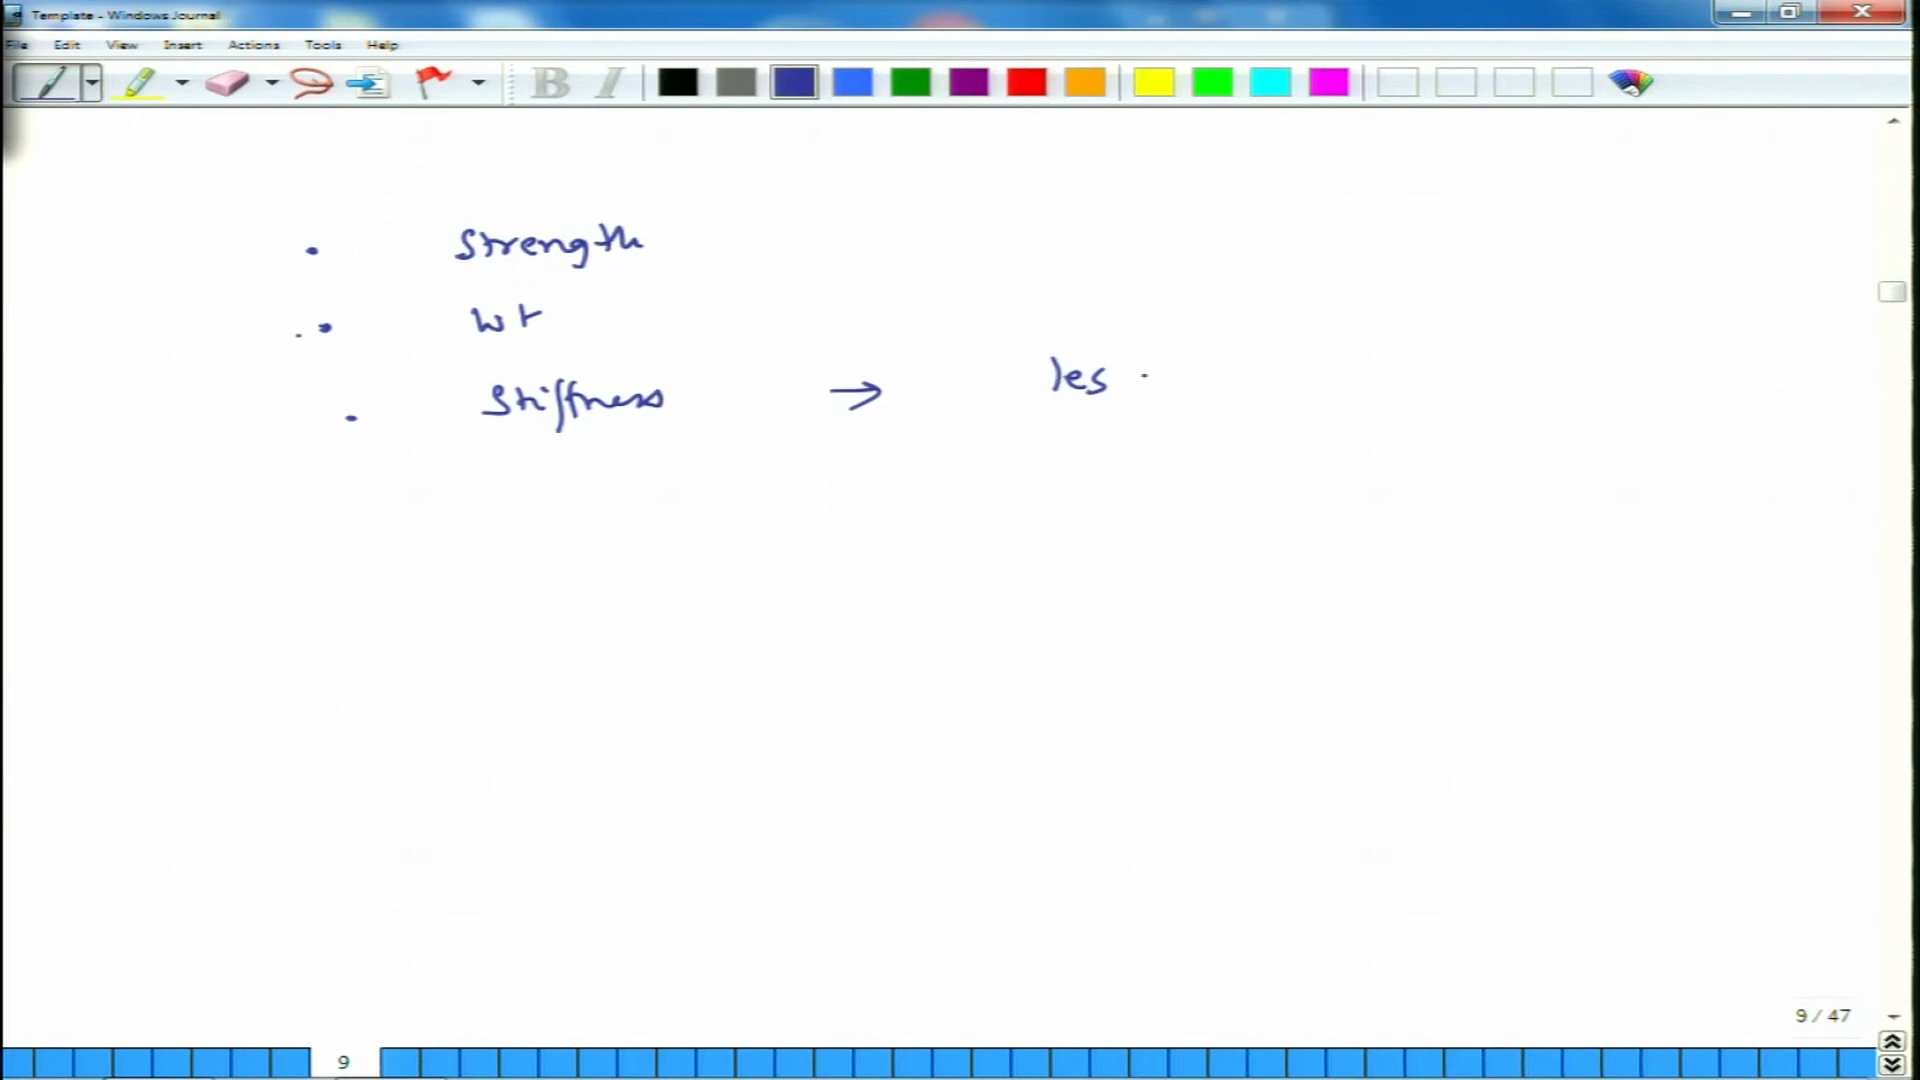 Template - Windows Journal
File Edit View Insert Actions Tools Help
B I
• Strength
• Wt
• Stiffness → les
9 / 47
9